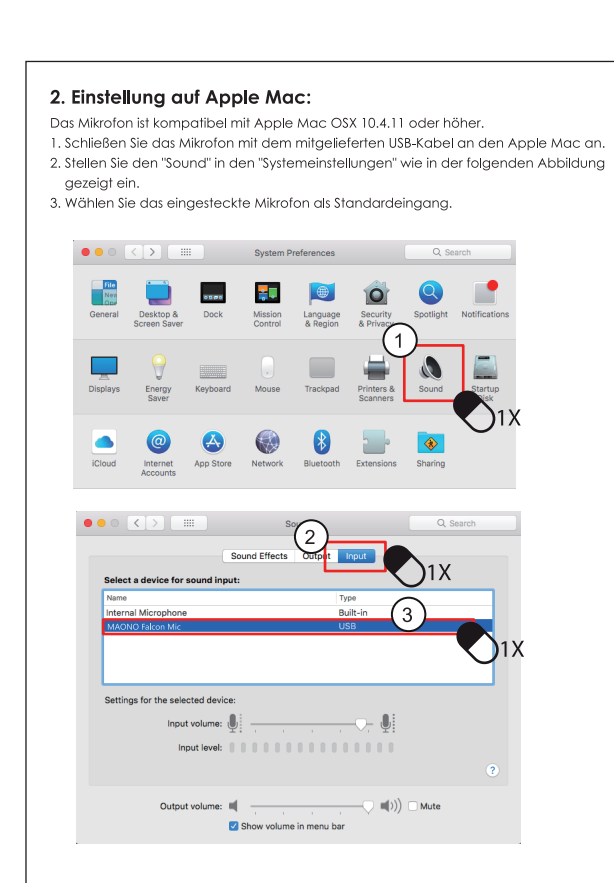 2. Einstellung auf Apple Mac:
Das Mikrofon ist kompatibel mit Apple Mac OSX 10.4.11 oder höher.
1. Schließen Sie das Mikrofon mit dem mitgelieferten USB-Kabel an den Apple Mac an.
2. Stellen Sie den "Sound" in den "Systemeinstellungen" wie in der folgenden Abbildung
gezeigt ein.
3. Wählen Sie das eingesteckte Mikrofon als Standardeingang.
System Preferences
Search
File
New
General
Desktop &
Screen Saver
Dock
Mission
Control
Language
& Region
Security
& Privacy
Spotlight
Notifications
1
Displays
Energy
Saver
Keyboard
Mouse
Trackpad
Printers &
Scanners
Sound
Startup
Disk
1X
iCloud
Internet
Accounts
App Store
Network
Bluetooth
Extensions
Sharing
Search
2
Sound Effects
Output
Input
1X
Select a device for sound input:
Name
Type
Internal Microphone
Built-in
3
MAONO Falcon Mic
USB
1X
Settings for the selected device:
Input volume:
Input level:
?
Output volume:
Mute
Show volume in menu bar